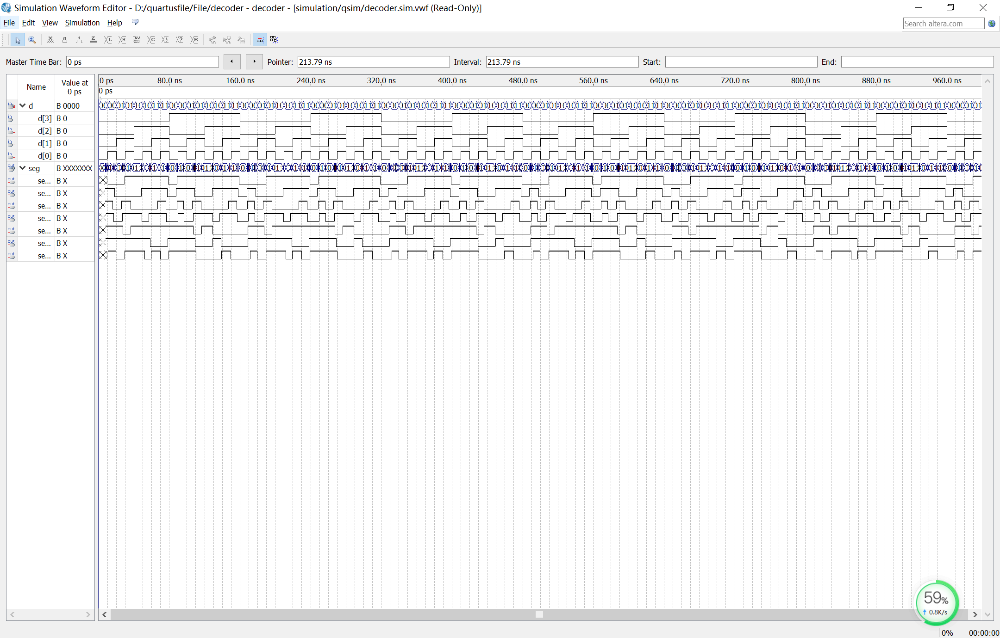 Simulation Waveform Editor - D:/quartusfile/File/decoder - decoder - [simulation/qsim/decoder.sim.vwf (Read-Only)]
File Edit View Simulation Help
Search altera.com
Master Time Bar: 0 ps Pointer: 213.79 ns Interval: 213.79 ns Start: End:
Name Value at 0 ps
0 ps 80.0 ns 160.0 ns 240.0 ns 320.0 ns 400.0 ns 480.0 ns 560.0 ns 640.0 ns 720.0 ns 800.0 ns 880.0 ns 960.0 ns
0 ps
d B 0000
d[3] B 0
d[2] B 0
d[1] B 0
d[0] B 0
seg B XXXXXXX
se... B X
se... B X
se... B X
se... B X
se... B X
se... B X
se... B X
59%
0.8K/s
0% 00:00:00